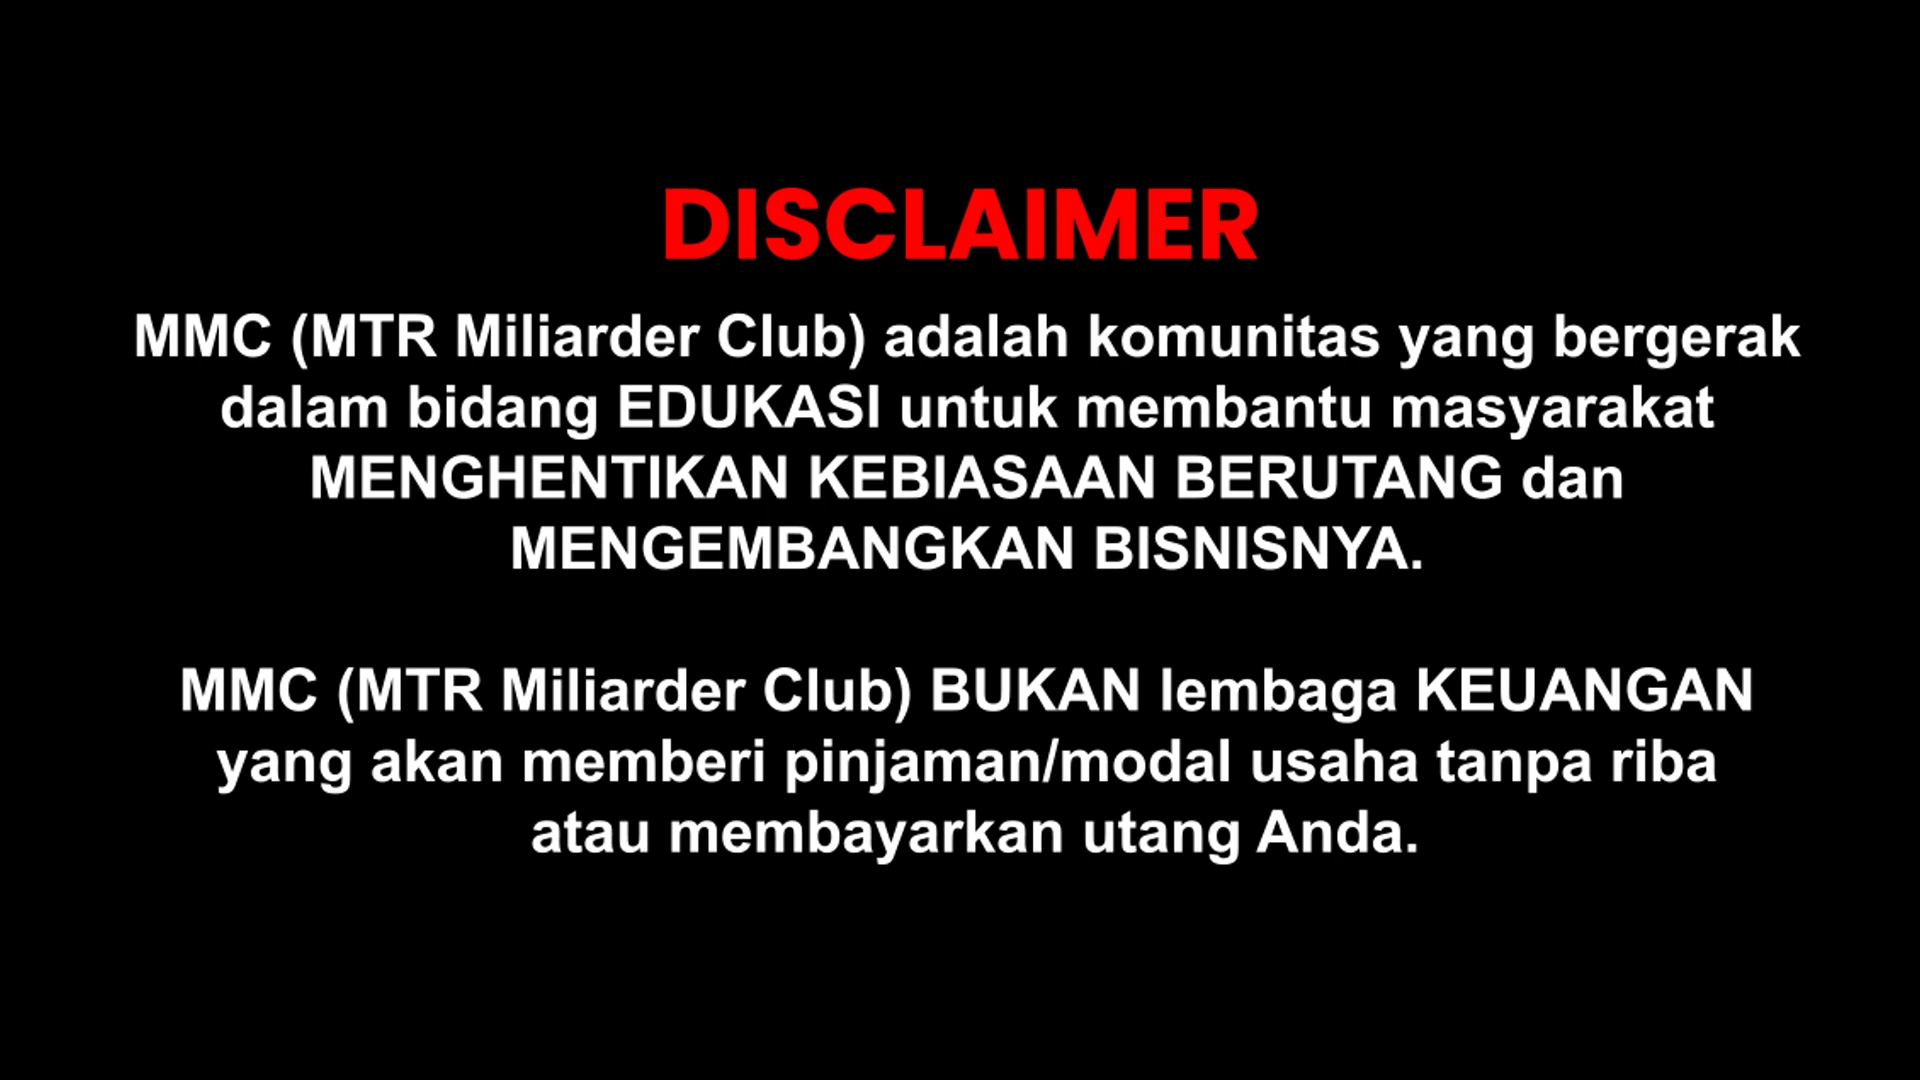 DISCLAIMER
MMC (MTR Miliarder Club) adalah komunitas yang bergerak
dalam bidang EDUKASI untuk membantu masyarakat
MENGHENTIKAN KEBIASAAN BERUTANG dan
MENGEMBANGKAN BISNISNYA.
MMC (MTR Miliarder Club) BUKAN lembaga KEUANGAN
yang akan memberi pinjaman/modal usaha tanpa riba
atau membayarkan utang Anda.